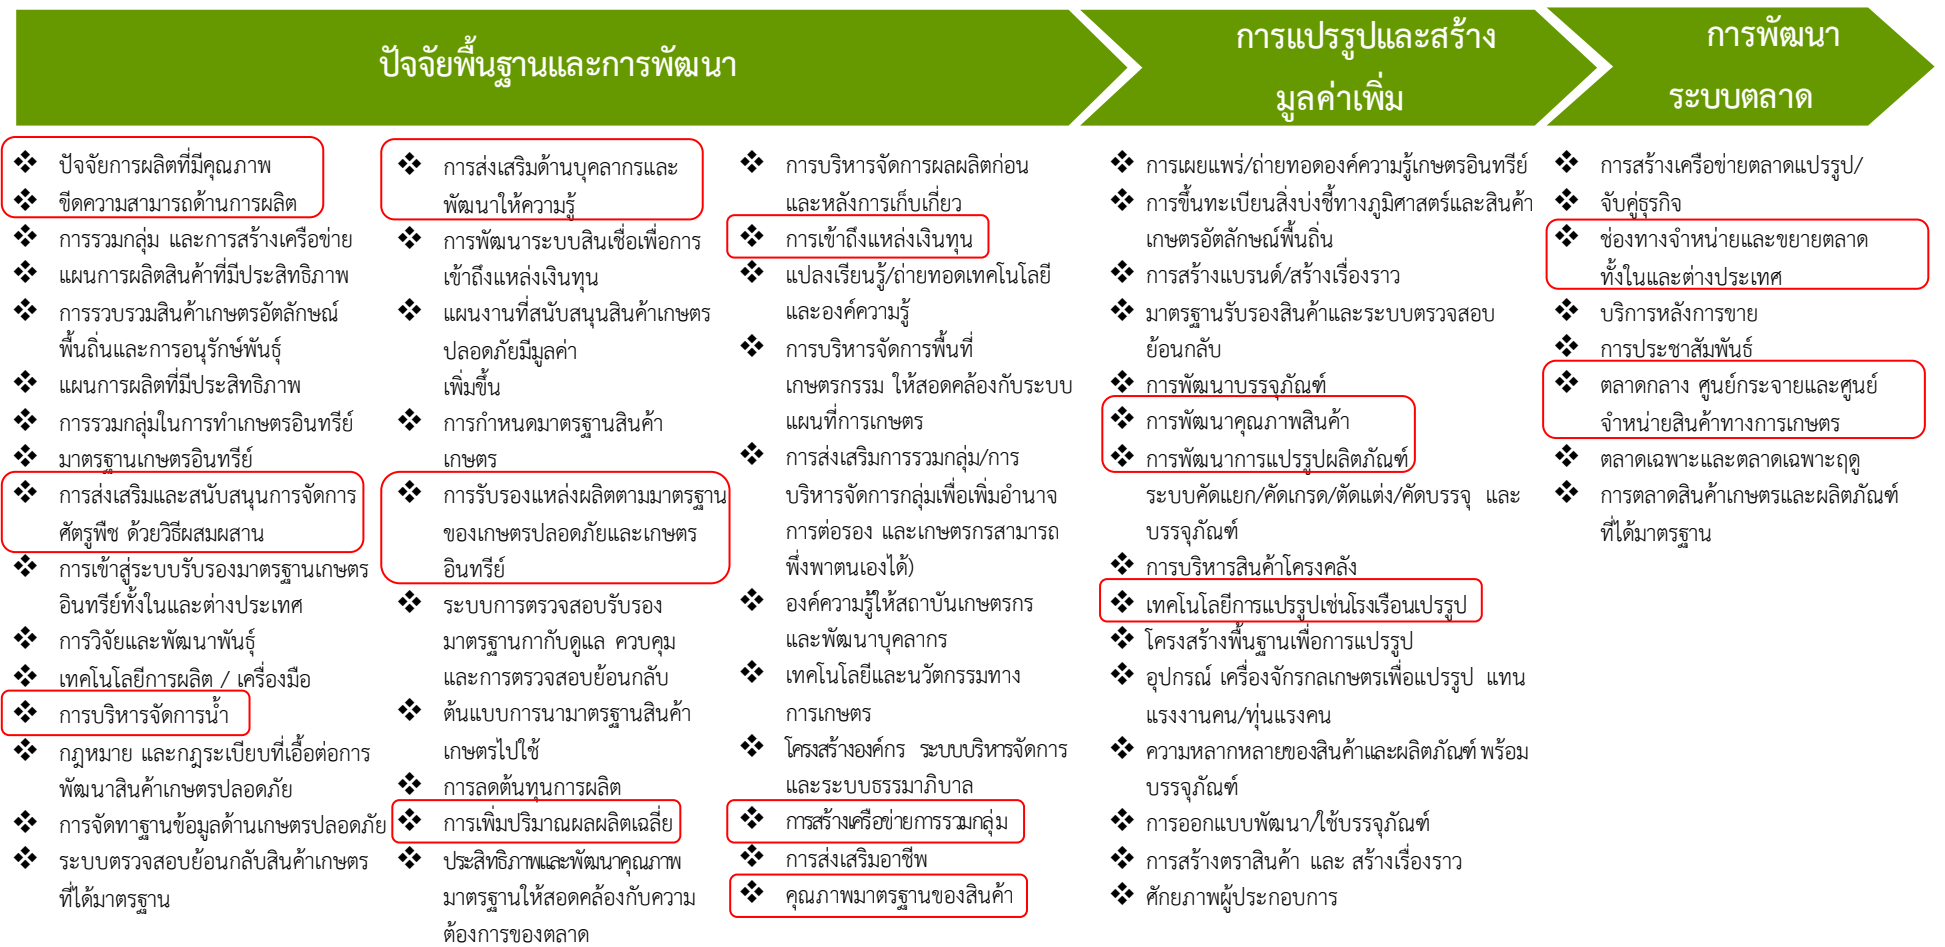 ปัจจัยพื้นฐานและการพัฒนา
การแปรรูปและสร้าง
มูลค่าเพิ่ม
การพัฒนา
ระบบตลาด
❖ ปัจจัยการผลิตที่มีคุณภาพ
❖ ขีดความสามารถด้านการผลิต
❖ การรวมกลุ่ม และการสร้างเครือข่าย
❖ แผนการผลิตสินค้าที่มีประสิทธิภาพ
❖ การรวบรวมสินค้าเกษตรอัตลักษณ์
พื้นถิ่นและการอนุรักษ์พันธุ์
❖ แผนการผลิตที่มีประสิทธิภาพ
❖ การรวมกลุ่มในการทำเกษตรอินทรีย์
❖ มาตรฐานเกษตรอินทรีย์
❖ การส่งเสริมและสนับสนุนการจัดการ
ศัตรูพืช ด้วยวิธีผสมผสาน
❖ การเข้าสู่ระบบรับรองมาตรฐานเกษตร
อินทรีย์ทั้งในและต่างประเทศ
❖ การวิจัยและพัฒนาพันธุ์
❖ เทคโนโลยีการผลิต / เครื่องมือ
❖ การบริหารจัดการน้ำ
❖ กฎหมาย และกฎระเบียบที่เอื้อต่อการ
พัฒนาสินค้าเกษตรปลอดภัย
❖ การจัดทาฐานข้อมูลด้านเกษตรปลอดภัย
❖ ระบบตรวจสอบย้อนกลับสินค้าเกษตร
ที่ได้มาตรฐาน
❖ การส่งเสริมด้านบุคลากรและ
พัฒนาให้ความรู้
❖ การพัฒนาระบบสินเชื่อเพื่อการ
เข้าถึงแหล่งเงินทุน
❖ แผนงานที่สนับสนุนสินค้าเกษตร
ปลอดภัยมีมูลค่า
เพิ่มขึ้น
❖ การกำหนดมาตรฐานสินค้า
เกษตร
❖ การรับรองแหล่งผลิตตามมาตรฐาน
ของเกษตรปลอดภัยและเกษตร
อินทรีย์
❖ ระบบการตรวจสอบรับรอง
มาตรฐานกากับดูแล ควบคุม
และการตรวจสอบย้อนกลับ
❖ ต้นแบบการนามาตรฐานสินค้า
เกษตรไปใช้
❖ การลดต้นทุนการผลิต
❖ การเพิ่มปริมาณผลผลิตเฉลี่ย
❖ ประสิทธิภาพและพัฒนาคุณภาพ
มาตรฐานให้สอดคล้องกับความ
ต้องการของตลาด
❖ การบริหารจัดการผลผลิตก่อน
และหลังการเก็บเกี่ยว
❖ การเข้าถึงแหล่งเงินทุน
❖ แปลงเรียนรู้/ถ่ายทอดเทคโนโลยี
และองค์ความรู้
❖ การบริหารจัดการพื้นที่
เกษตรกรรม ให้สอดคล้องกับระบบ
แผนที่การเกษตร
❖ การส่งเสริมการรวมกลุ่ม/การ
บริหารจัดการกลุ่มเพื่อเพิ่มอำนาจ
การต่อรอง และเกษตรกรสามารถ
พึ่งพาตนเองได้)
❖ องค์ความรู้ให้สถาบันเกษตรกร
และพัฒนาบุคลากร
❖ เทคโนโลยีและนวัตกรรมทาง
การเกษตร
❖ โครงสร้างองค์กร ระบบบริหารจัดการ
และระบบธรรมาภิบาล
❖ การสร้างเครือข่ายการรวมกลุ่ม
❖ การส่งเสริมอาชีพ
❖ คุณภาพมาตรฐานของสินค้า
❖ การเผยแพร่/ถ่ายทอดองค์ความรู้เกษตรอินทรีย์
❖ การขึ้นทะเบียนสิ่งบ่งชี้ทางภูมิศาสตร์และสินค้า
เกษตรอัตลักษณ์พื้นถิ่น
❖ การสร้างแบรนด์/สร้างเรื่องราว
❖ มาตรฐานรับรองสินค้าและระบบตรวจสอบ
ย้อนกลับ
❖ การพัฒนาบรรจุภัณฑ์
❖ การพัฒนาคุณภาพสินค้า
❖ การพัฒนาการแปรรูปผลิตภัณฑ์
ระบบคัดแยก/คัดเกรด/ตัดแต่ง/คัดบรรจุ และ
บรรจุภัณฑ์
❖ การบริหารสินค้าโครงคลัง
❖ เทคโนโลยีการแปรรูปเช่นโรงเรือนเปรรูป
❖ โครงสร้างพื้นฐานเพื่อการแปรรูป
❖ อุปกรณ์ เครื่องจักรกลเกษตรเพื่อแปรรูป แทน
แรงงานคน/ทุ่นแรงคน
❖ ความหลากหลายของสินค้าและผลิตภัณฑ์ พร้อม
บรรจุภัณฑ์
❖ การออกแบบพัฒนา/ใช้บรรจุภัณฑ์
❖ การสร้างตราสินค้า และ สร้างเรื่องราว
❖ ศักยภาพผู้ประกอบการ
❖ การสร้างเครือข่ายตลาดแปรรูป/
❖ จับคู่ธุรกิจ
❖ ช่องทางจำหน่ายและขยายตลาด
ทั้งในและต่างประเทศ
❖ บริการหลังการขาย
❖ การประชาสัมพันธ์
❖ ตลาดกลาง ศูนย์กระจายและศูนย์
จำหน่ายสินค้าทางการเกษตร
❖ ตลาดเฉพาะและตลาดเฉพาะฤดู
❖ การตลาดสินค้าเกษตรและผลิตภัณฑ์
ที่ได้มาตรฐาน